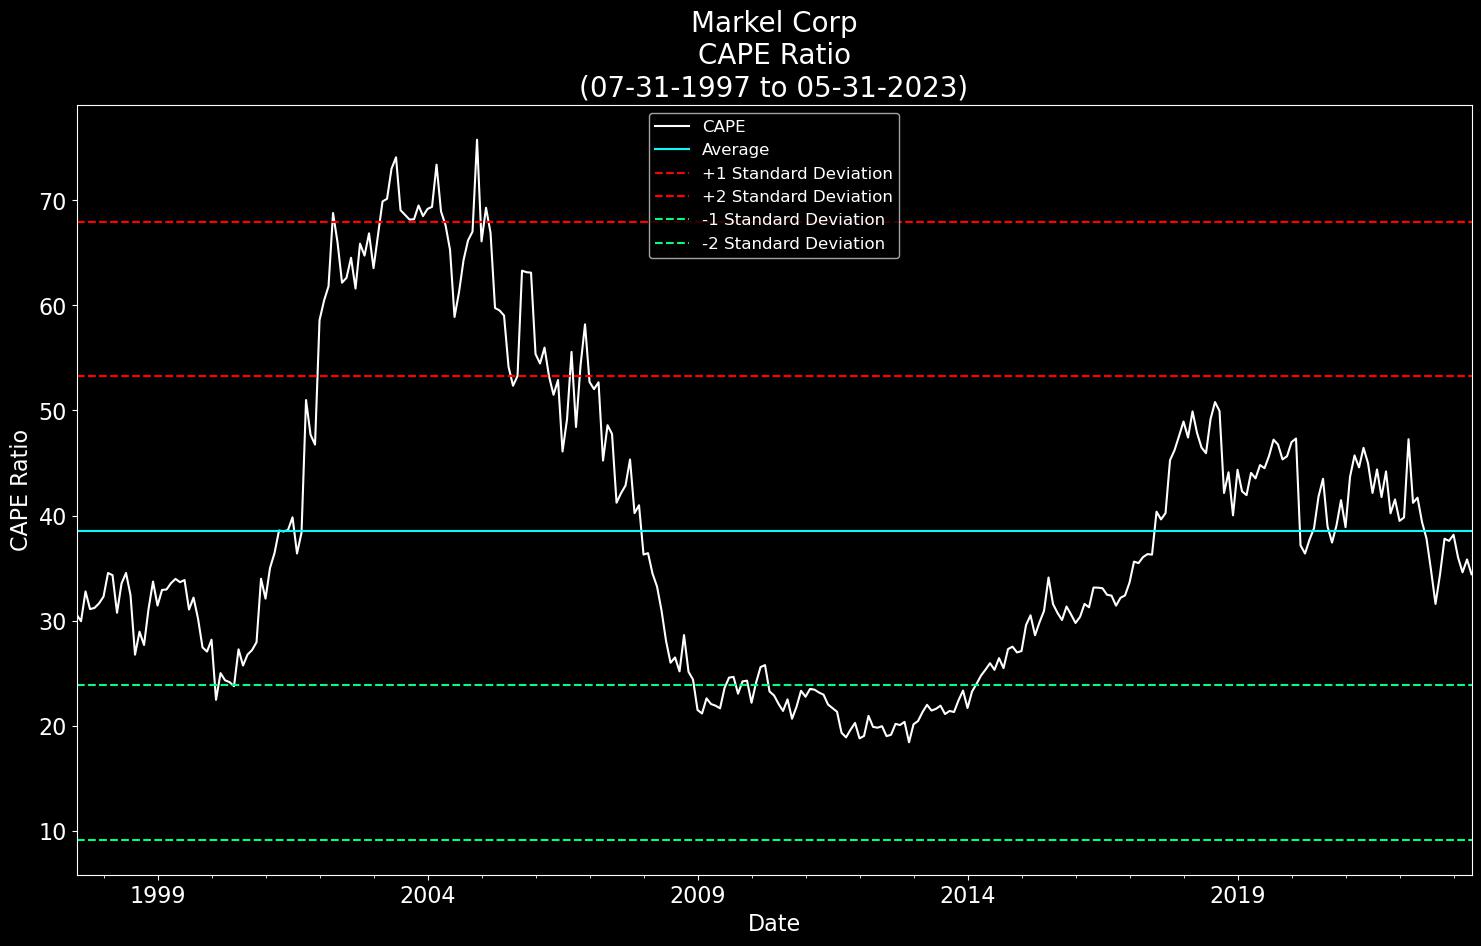 Markel Corp
CAPE Ratio
(07-31-1997 to 05-31-2023)
CAPE
Average
+1 Standard Deviation
+2 Standard Deviation
-1 Standard Deviation
-2 Standard Deviation
CAPE Ratio
70
60
50
40
30
20
10
1999
2004
2009
2014
2019
Date